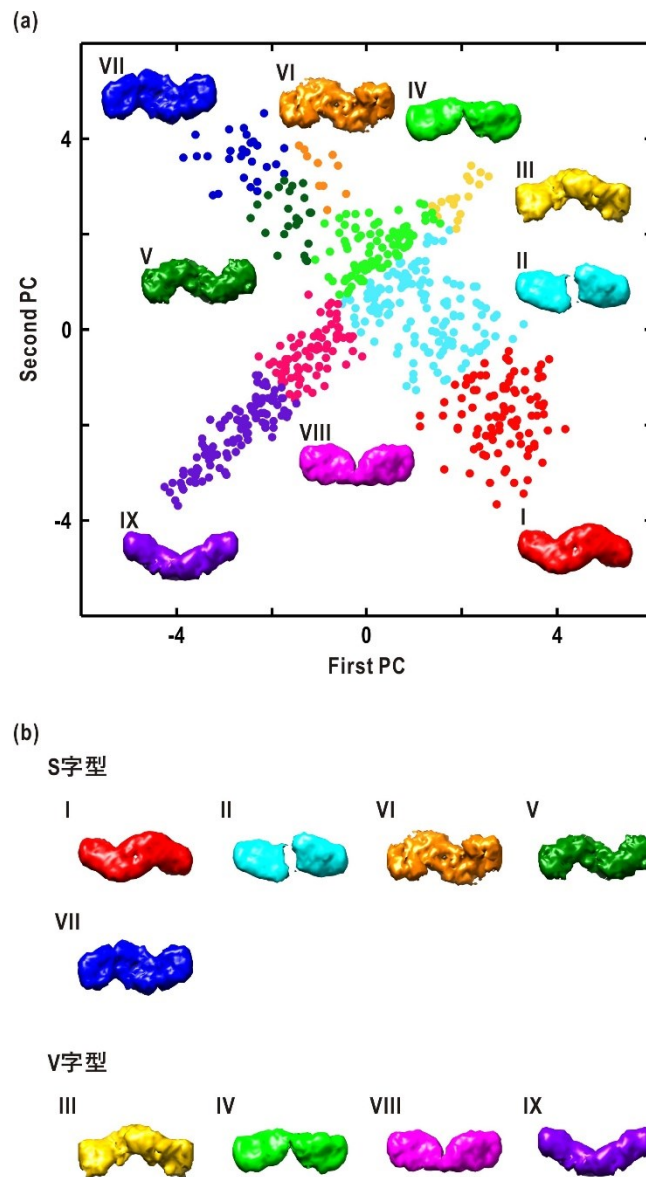 (a)
VII
VI
IV
III
II
V
VIII
IX
I
4
0
-4
Second PC
-4
0
4
First PC
(b)
S字型
I
II
VI
V
VII
V字型
III
IV
VIII
IX